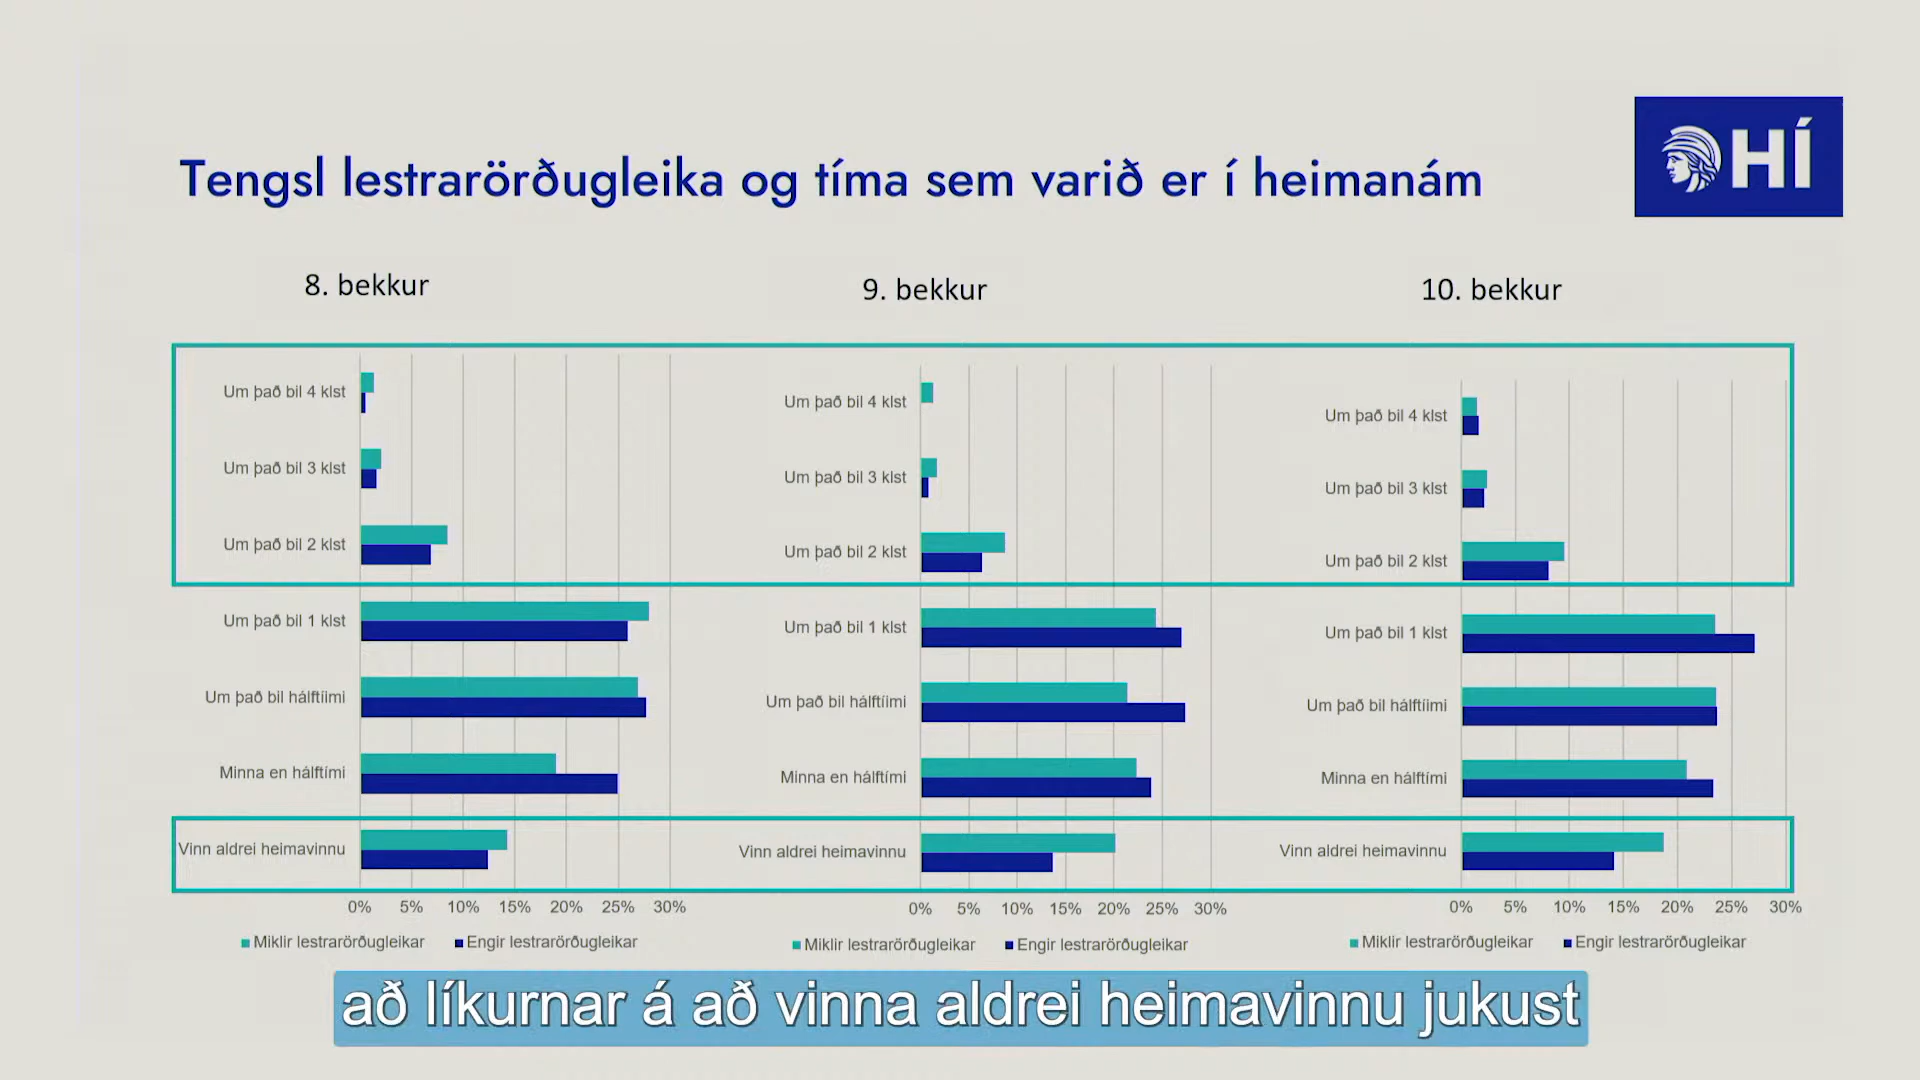 HÍ
Tengsl lestrarörðugleika og tíma sem varið er í heimanám
8. bekkur
Um það bil 4 klst
Um það bil 3 klst
Um það bil 2 klst
Um það bil 1 klst
Um það bil hálftíimi
Minna en hálftími
Vinn aldrei heimavinnu
0% 5% 10% 15% 20% 25% 30%
Miklir lestrarörðugleikar Engir lestrarörðugleikar
9. bekkur
Um það bil 4 klst
Um það bil 3 klst
Um það bil 2 klst
Um það bil 1 klst
Um það bil hálftíimi
Minna en hálftími
Vinn aldrei heimavinnu
0% 5% 10% 15% 20% 25% 30%
Miklir lestrarörðugleikar Engir lestrarörðugleikar
10. bekkur
Um það bil 4 klst
Um það bil 3 klst
Um það bil 2 klst
Um það bil 1 klst
Um það bil hálftíimi
Minna en hálftími
Vinn aldrei heimavinnu
0% 5% 10% 15% 20% 25% 30%
Miklir lestrarörðugleikar Engir lestrarörðugleikar
að líkurnar á að vinna aldrei heimavinnu jukust